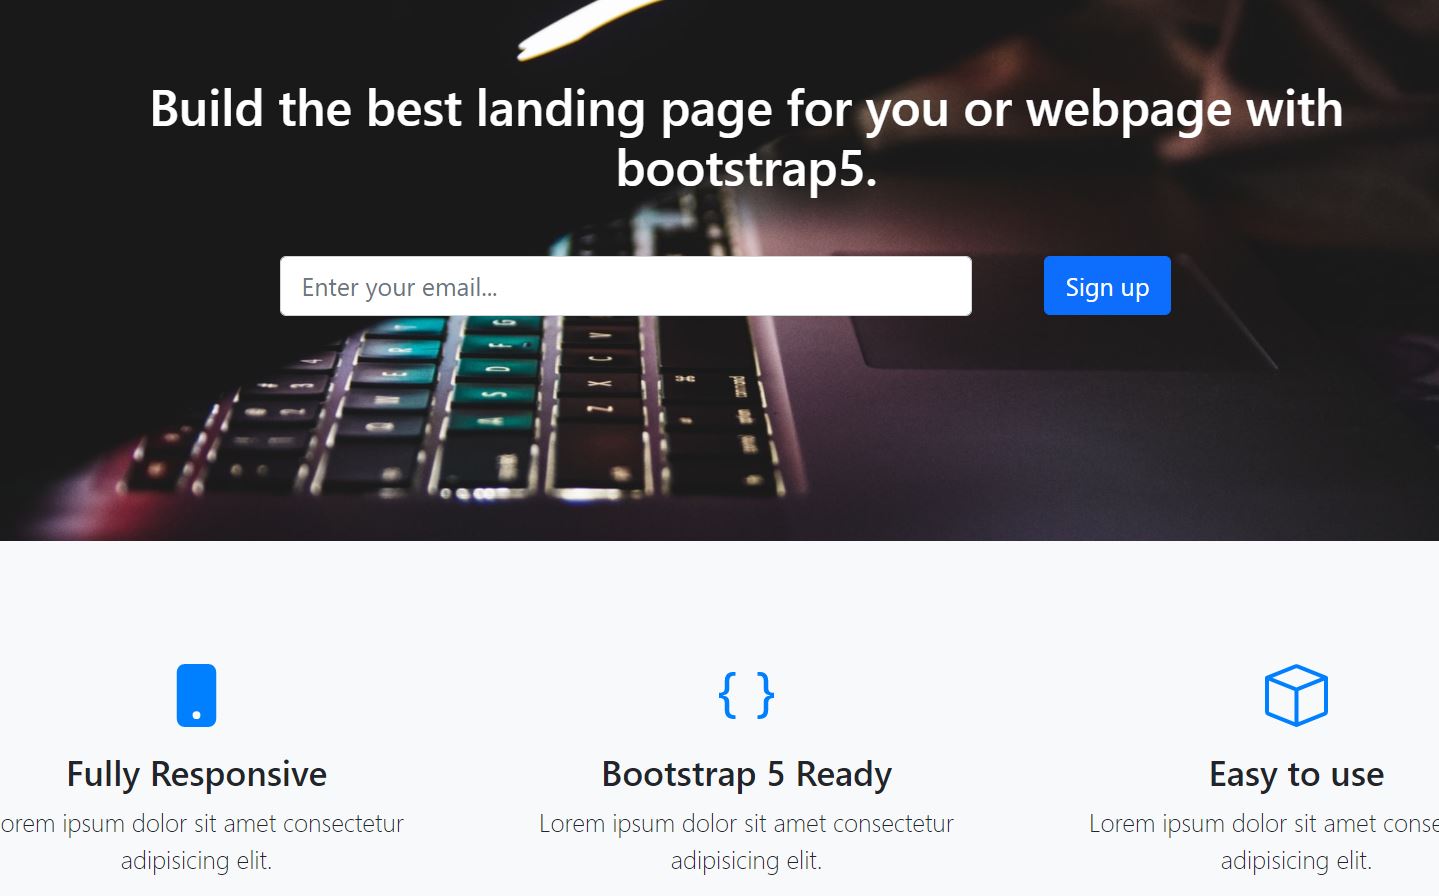 Build the best landing page for you or webpage with
bootstrap5.
Enter your email...
Sign up
Fully Responsive
Bootstrap 5 Ready
Easy to use
orem ipsum dolor sit amet consectetur
adipisicing elit.
Lorem ipsum dolor sit amet consectetur
adipisicing elit.
Lorem ipsum dolor sit amet conse
adipisicing elit.